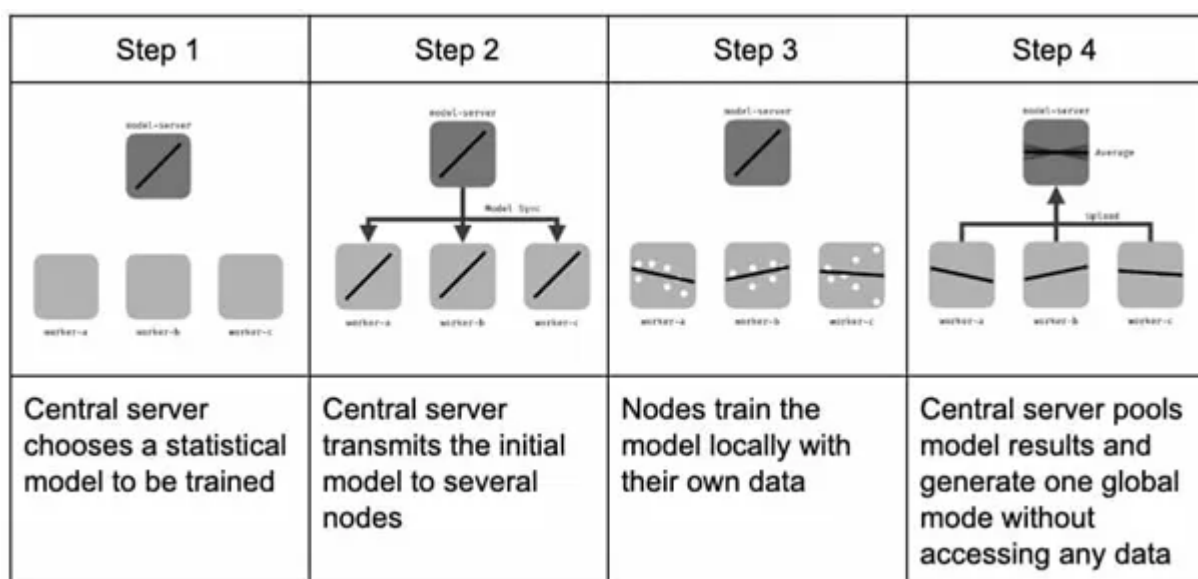 Step 1
Step 2
Step 3
Step 4
model-server
model-server
model-server
model-server
Average
Model Sync
Upload
worker-a
worker-b
worker-c
worker-a
worker-b
worker-c
worker-a
worker-b
worker-c
worker-a
worker-b
worker-c
Central server
chooses a statistical
model to be trained
Central server
transmits the initial
model to several
nodes
Nodes train the
model locally with
their own data
Central server pools
model results and
generate one global
mode without
accessing any data